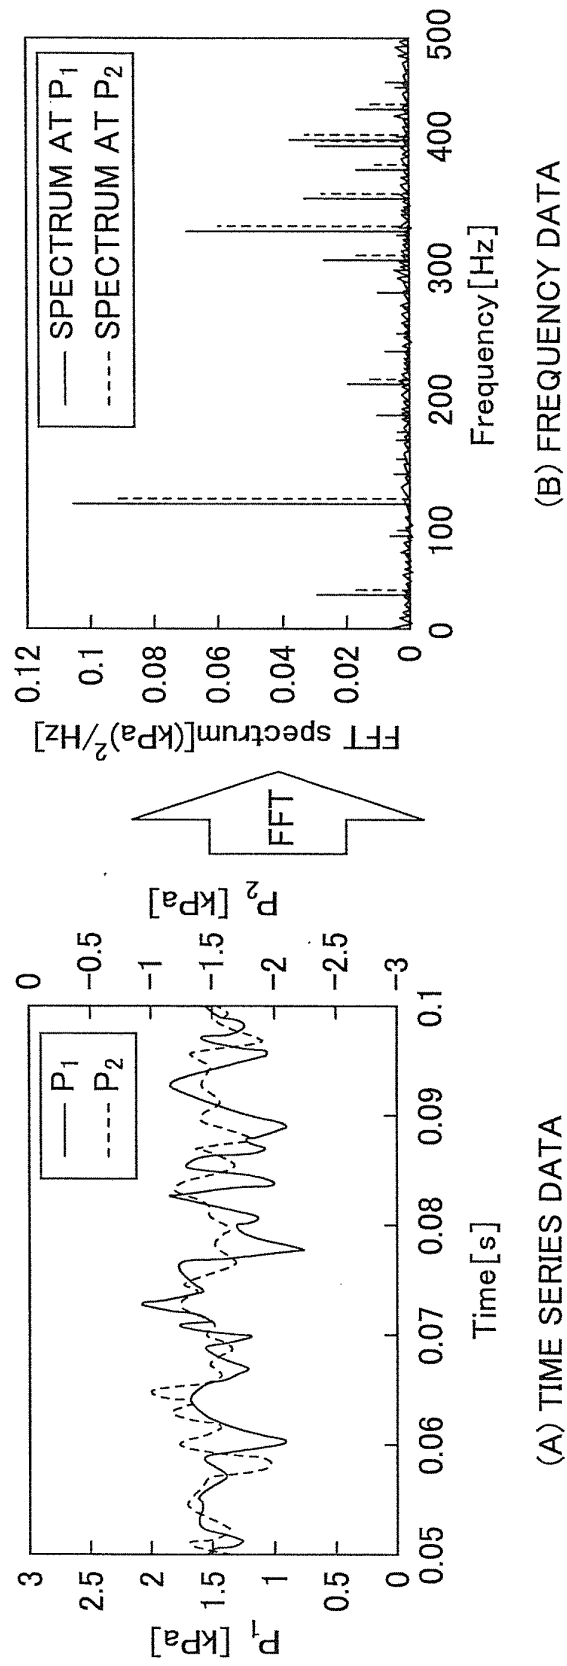 P1 [kPa]
3
2.5
2
1.5
1
0.5
0
P1
P2
0
-0.5
-1
-1.5
-2
-2.5
-3
P2 [kPa]
0.05
0.06
0.07
0.08
0.09
0.1
Time[s]
(A) TIME SERIES DATA
FFT
FFT spectrum[(kPa)2/Hz]
0.12
0.1
0.08
0.06
0.04
0.02
0
SPECTRUM AT P1
SPECTRUM AT P2
0
100
200
300
400
500
Frequency[Hz]
(B) FREQUENCY DATA